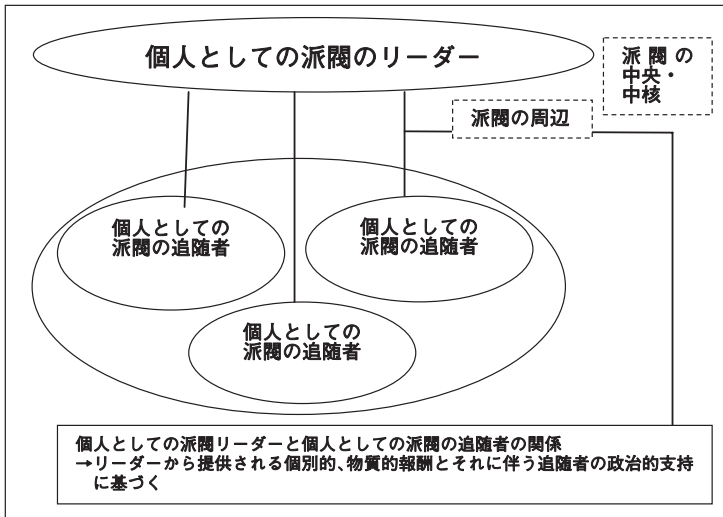 個人としての派閥のリーダー
派閥の
中央・
中核
派閥の周辺
個人としての
派閥の追随者
個人としての
派閥の追随者
個人としての
派閥の追随者
個人としての派閥リーダーと個人としての派閥の追随者の関係
→リーダーから提供される個別的、物質的報酬とそれに伴う追随者の政治的支持
に基づく